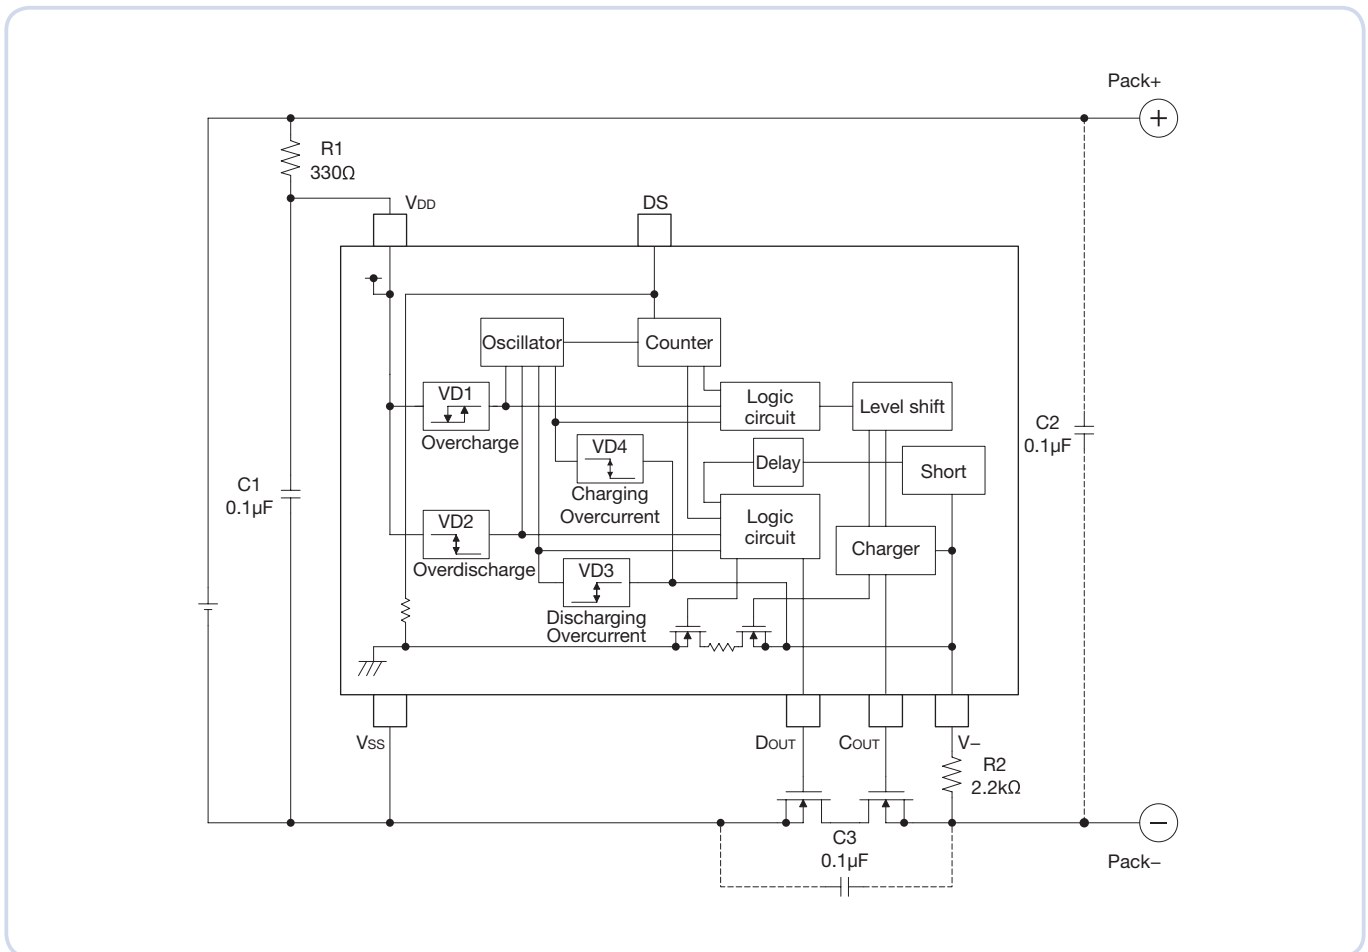 Pack+
+
R1
330Ω
VDD
DS
Oscillator
Counter
VD1
Overcharge
Logic
circuit
Level shift
C2
0.1µF
VD4
Charging
Overcurrent
Delay
Short
C1
0.1µF
VD2
Overdischarge
Logic
circuit
Charger
VD3
Discharging
Overcurrent
VSS
DOUT
COUT
V−
R2
2.2kΩ
C3
0.1µF
−
Pack−